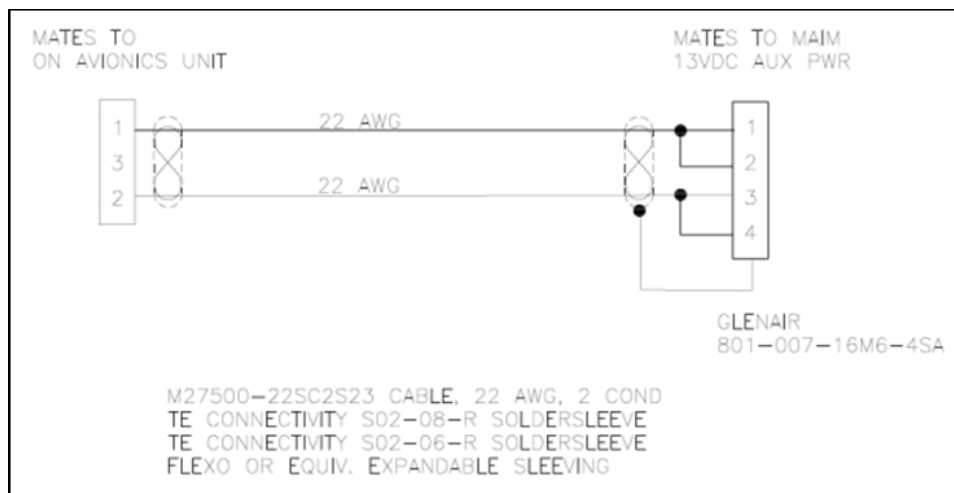 MATES TO
ON AVIONICS UNIT
MATES TO MAIM
13VDC AUX PWR
1
3
2
22 AWG
22 AWG
1
2
3
4
GLENAIR
801-007-16M6-4SA
M27500-22SC2S23 CABLE, 22 AWG, 2 COND
TE CONNECTIVITY S02-08-R SOLDERSLEEVE
TE CONNECTIVITY S02-06-R SOLDERSLEEVE
FLEXO OR EQUIV. EXPANDABLE SLEEVING